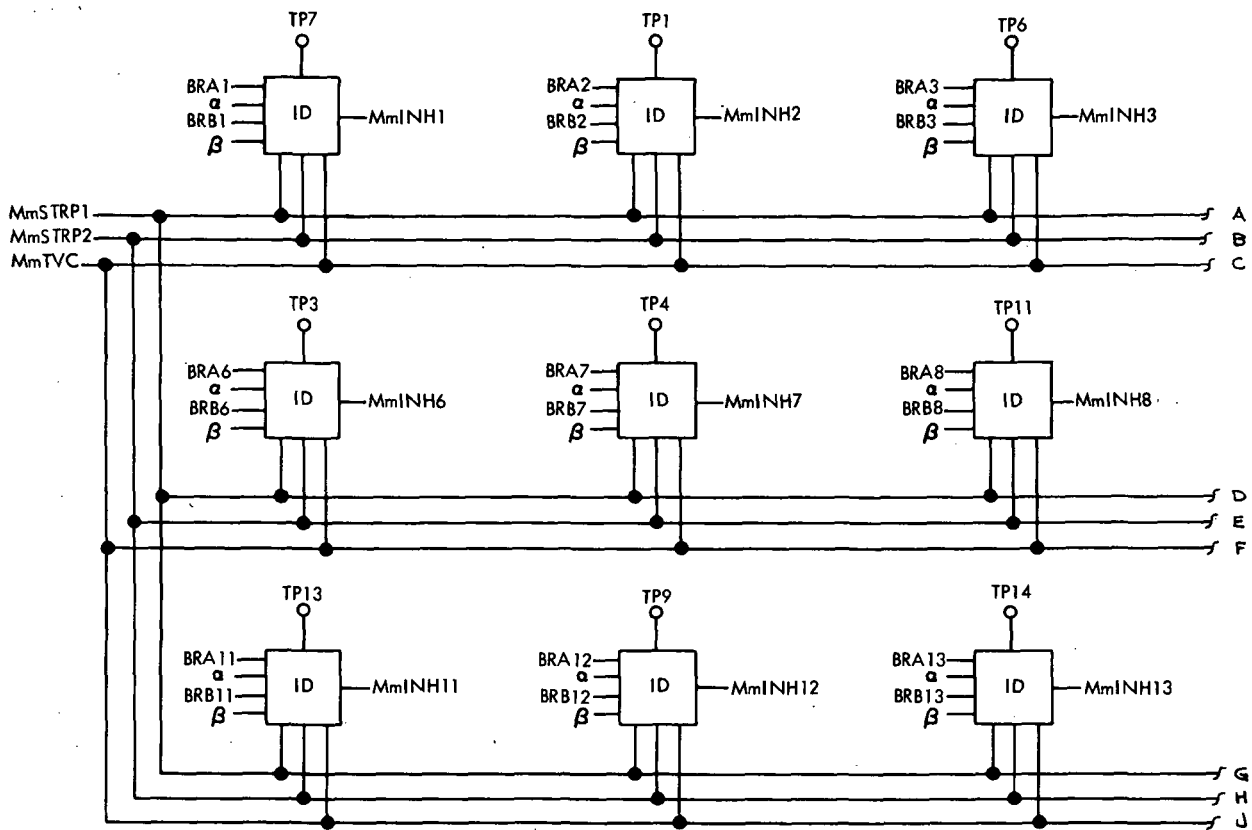 TP7 TP1 TP6
BRA1 BRA2 BRA3
α α α
ID MmINH1 ID MmINH2 ID MmINH3
BRB1 BRB2 BRB3
β β β
MmSTRP1 A
MmSTRP2 B
MmTVC C
TP3 TP4 TP11
BRA6 BRA7 BRA8
α α α
ID MmINH6 ID MmINH7 ID MmINH8
BRB6 BRB7 BRB8
β β β
D
E
F
TP13 TP9 TP14
BRA11 BRA12 BRA13
α α α
ID MmINH11 ID MmINH12 ID MmINH13
BRB11 BRB12 BRB13
β β β
G
H
J